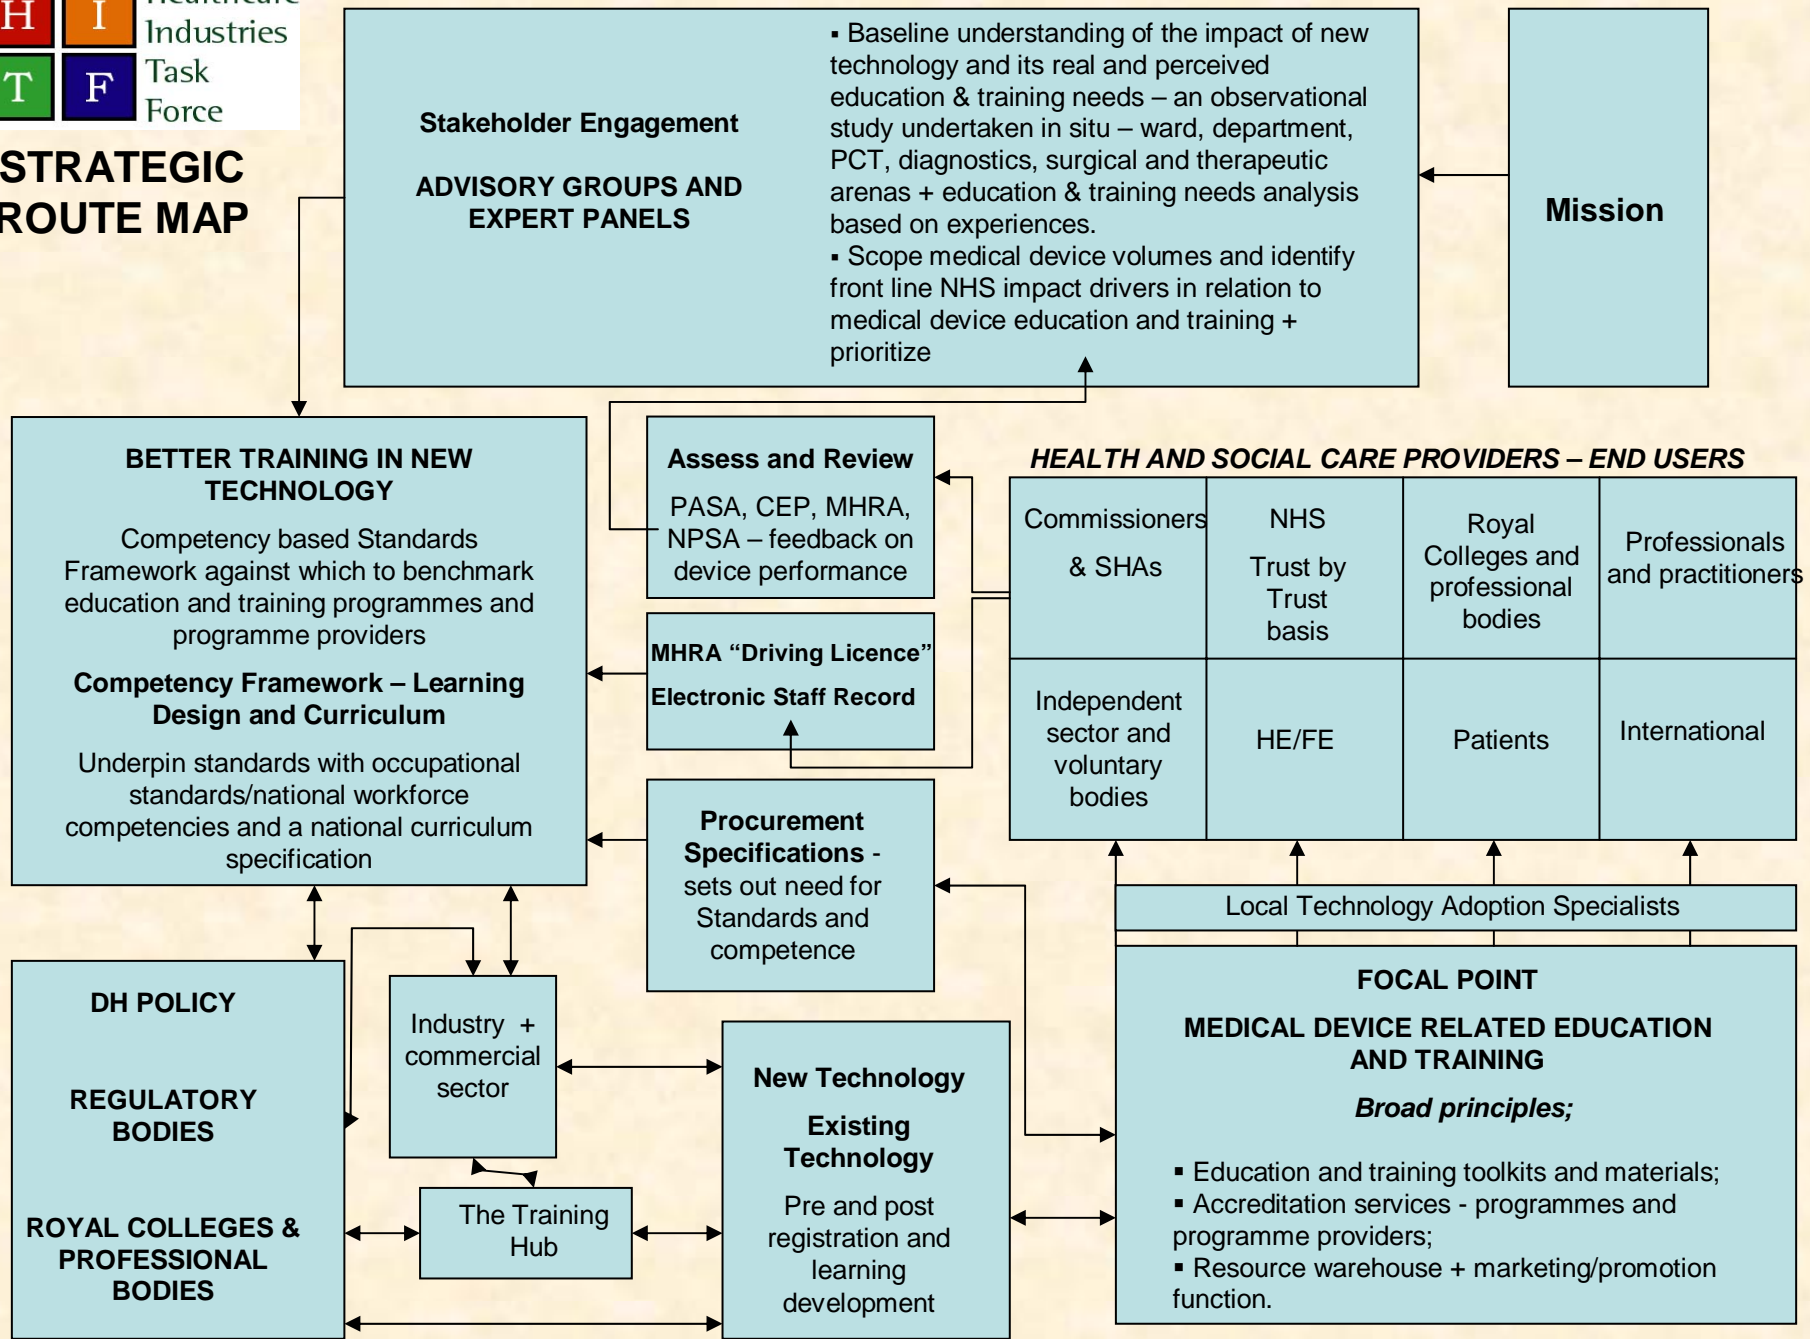 H I
T F
Industries
Task
Force
STRATEGIC
ROUTE MAP
Stakeholder Engagement
ADVISORY GROUPS AND
EXPERT PANELS
▪ Baseline understanding of the impact of new
technology and its real and perceived
education & training needs – an observational
study undertaken in situ – ward, department,
PCT, diagnostics, surgical and therapeutic
arenas + education & training needs analysis
based on experiences.
▪ Scope medical device volumes and identify
front line NHS impact drivers in relation to
medical device education and training +
prioritize
Mission
BETTER TRAINING IN NEW
TECHNOLOGY
Competency based Standards
Framework against which to benchmark
education and training programmes and
programme providers
Competency Framework – Learning
Design and Curriculum
Underpin standards with occupational
standards/national workforce
competencies and a national curriculum
specification
Assess and Review
PASA, CEP, MHRA,
NPSA – feedback on
device performance
MHRA “Driving Licence”
Electronic Staff Record
Procurement
Specifications -
sets out need for
Standards and
competence
HEALTH AND SOCIAL CARE PROVIDERS – END USERS
Commissioners
& SHAs
NHS
Trust by
Trust
basis
Royal
Colleges and
professional
bodies
Professionals
and practitioners
Independent
sector and
voluntary
bodies
HE/FE
Patients
International
Local Technology Adoption Specialists
DH POLICY
REGULATORY
BODIES
ROYAL COLLEGES &
PROFESSIONAL
BODIES
Industry +
commercial
sector
The Training
Hub
New Technology
Existing
Technology
Pre and post
registration and
learning
development
FOCAL POINT
MEDICAL DEVICE RELATED EDUCATION
AND TRAINING
Broad principles;
▪ Education and training toolkits and materials;
▪ Accreditation services - programmes and
programme providers;
▪ Resource warehouse + marketing/promotion
function.